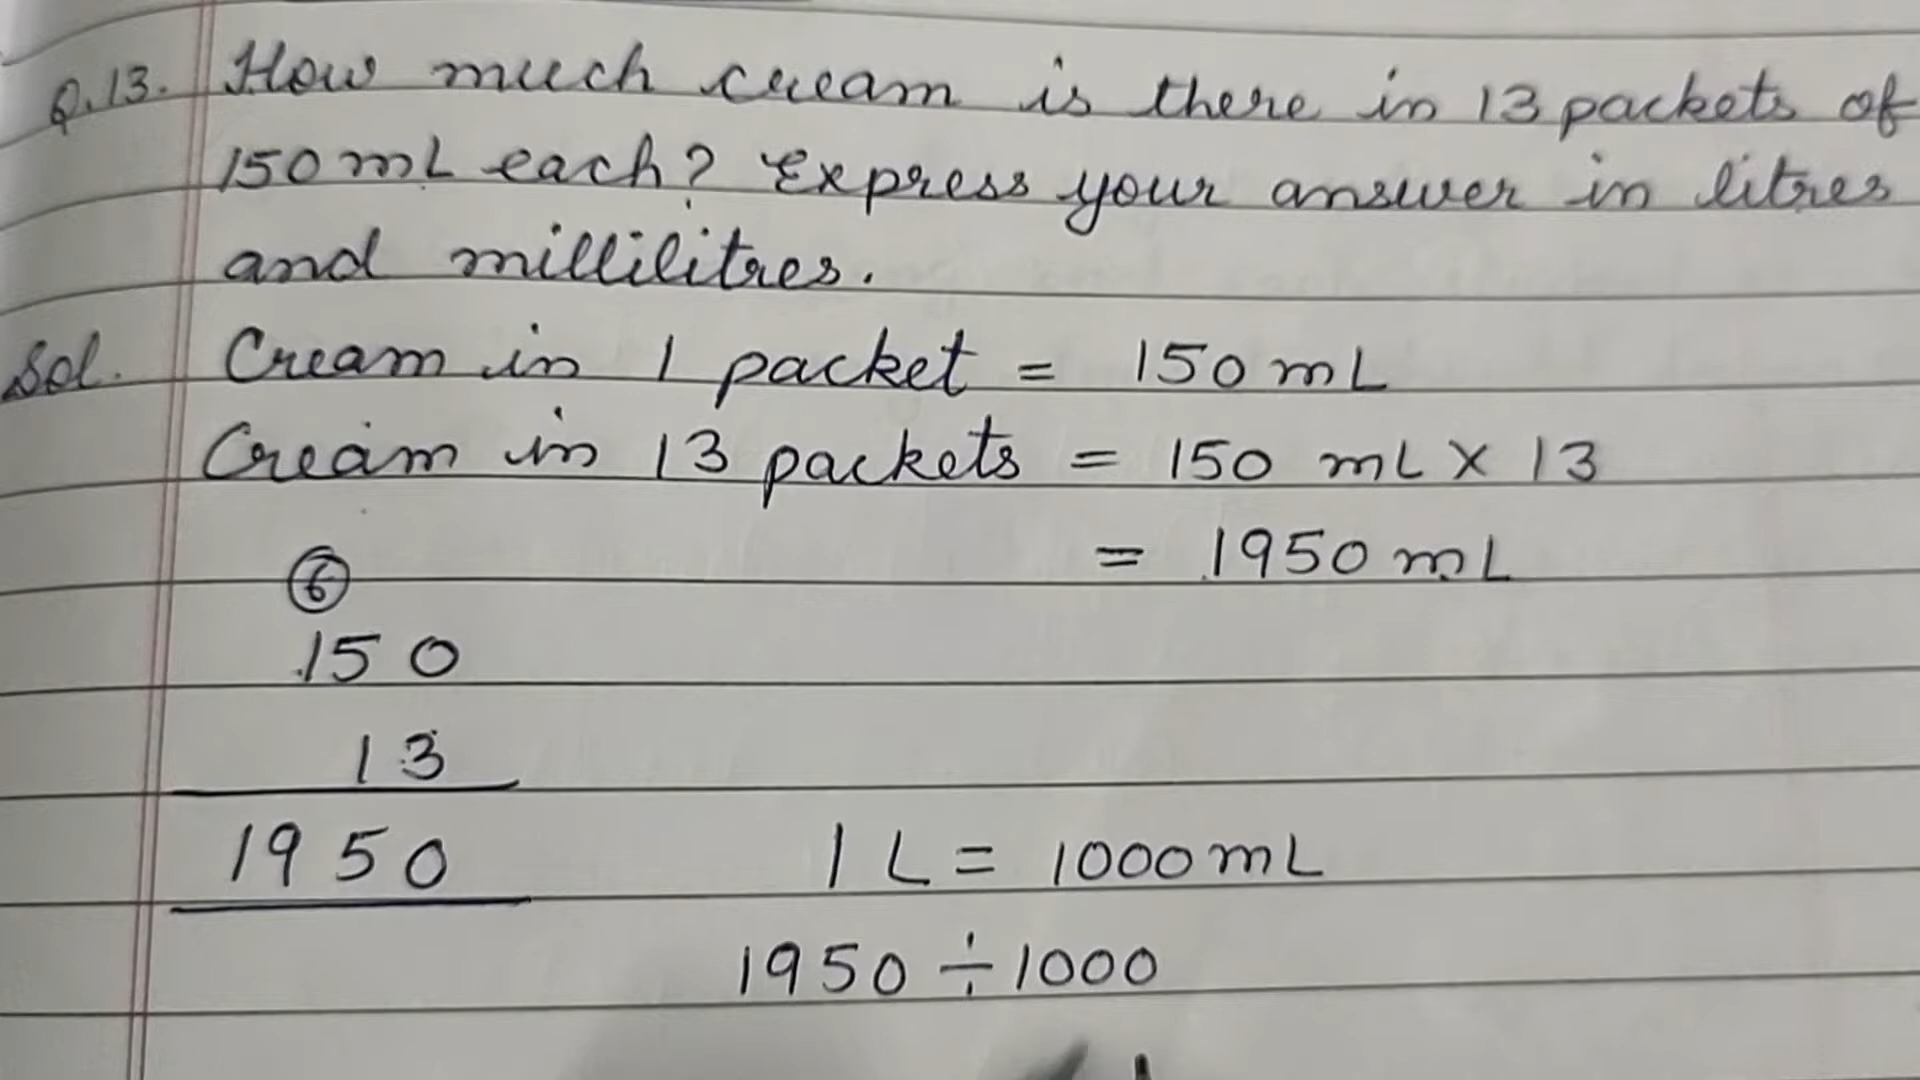 Q.13. How much cream is there in 13 packets of
150 mL each? Express your answer in litres
and millilitres.
Sol. Cream in 1 packet = 150 mL
Cream in 13 packets = 150 mL × 13
= 1950 mL
6
150
13
1950
1 L = 1000 mL
1950 ÷ 1000